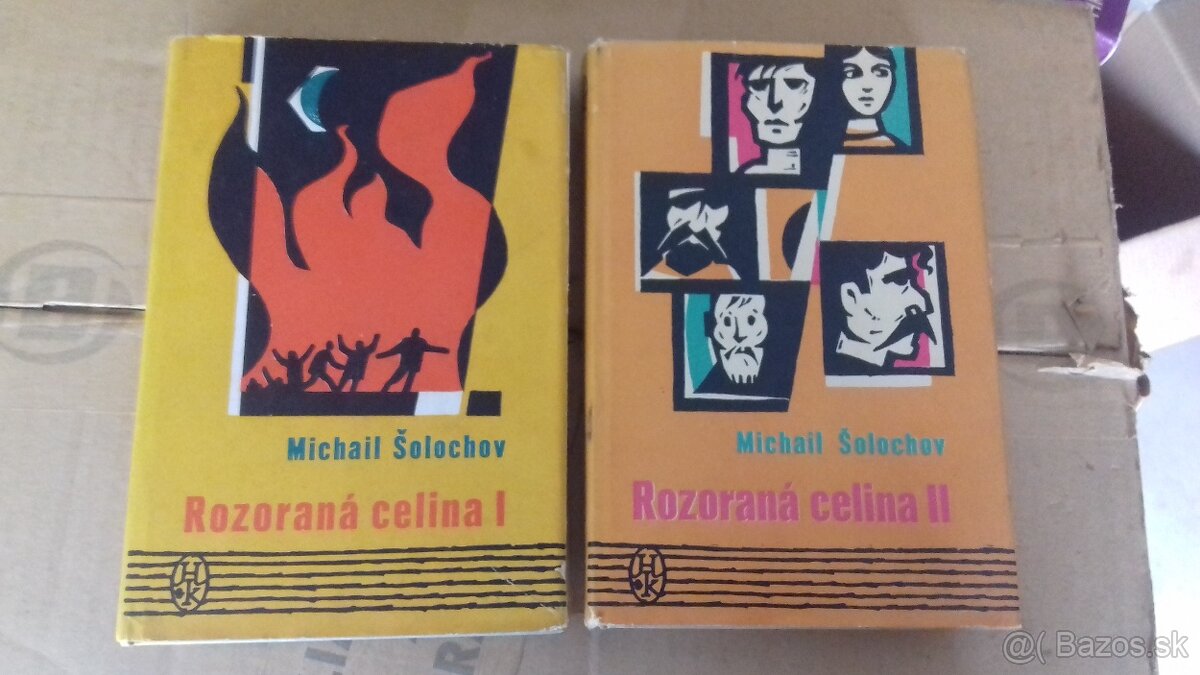 Michail Šolochov
Rozoraná celina I
H
K
Michail Šolochov
Rozoraná celina II
H
K
@( Bazos.sk